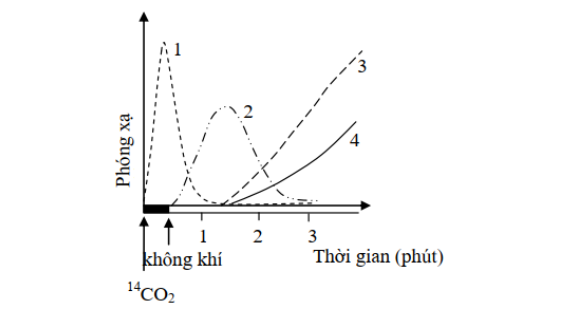 Phóng xạ
1
2
3
4
1 2 3
không khí Thời gian (phút)
¹⁴CO₂